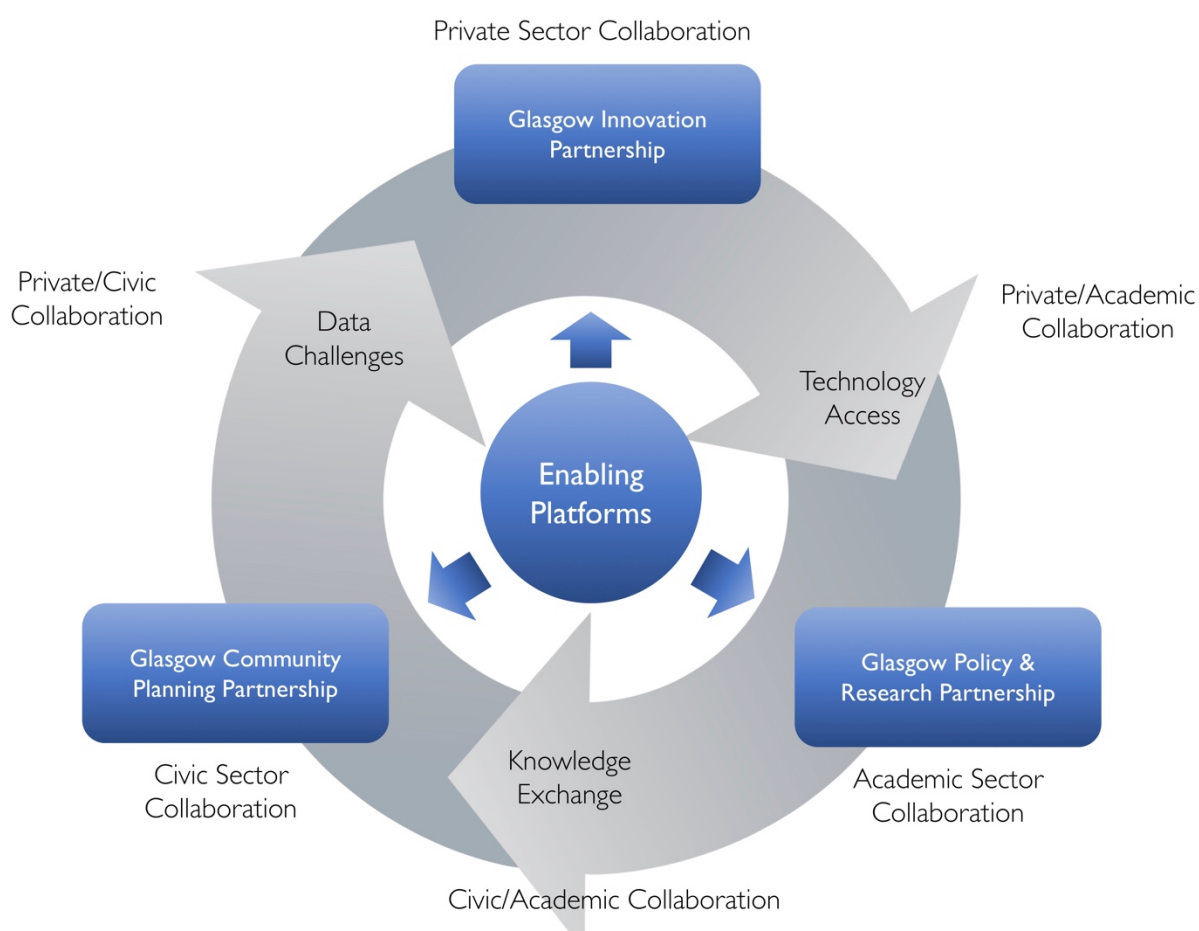 Private Sector Collaboration
Glasgow Innovation
Partnership
Private/Civic
Collaboration
Data
Challenges
Private/Academic
Collaboration
Technology
Access
Enabling
Platforms
Glasgow Community
Planning Partnership
Glasgow Policy &
Research Partnership
Civic Sector
Collaboration
Knowledge
Exchange
Academic Sector
Collaboration
Civic/Academic Collaboration